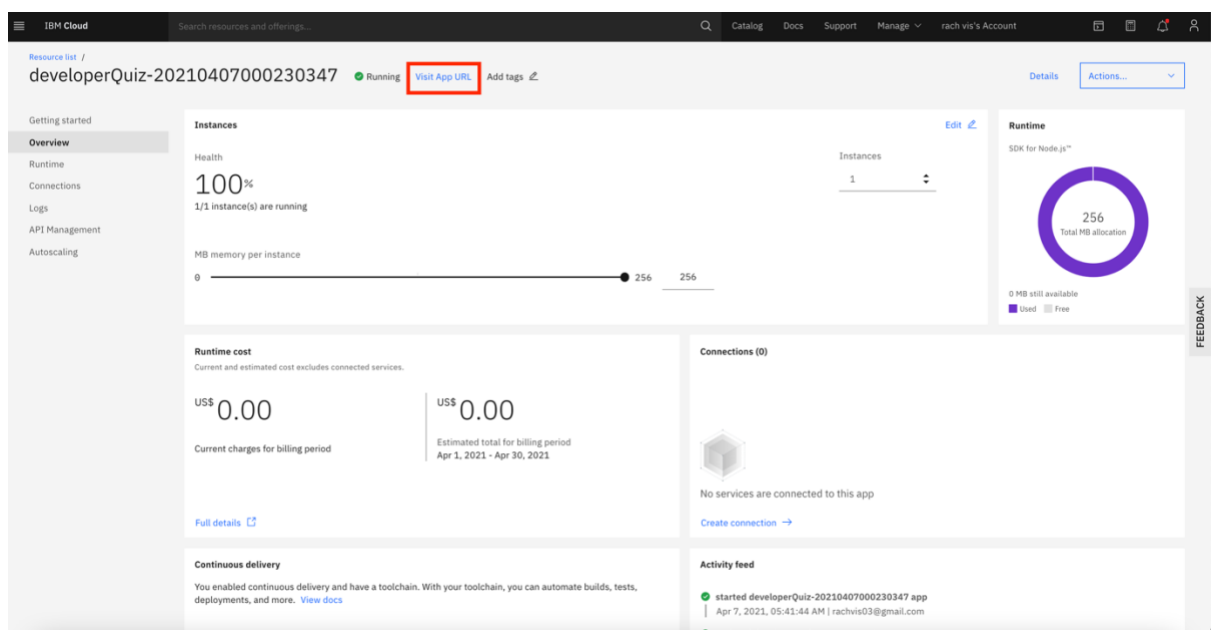 IBM Cloud
Search resources and offerings...
Catalog Docs Support Manage rach vis's Account
Resource list /
developerQuiz-20210407000230347 Running Visit App URL Add tags
Details Actions...
Getting started
Overview
Runtime
Connections
Logs
API Management
Autoscaling
Instances Edit
Health
100%
1/1 instance(s) are running
Instances
1
MB memory per instance
0 256 256
Runtime
SDK for Node.js™
256
Total MB allocation
0 MB still available
Used Free
FEEDBACK
Runtime cost
Current and estimated cost excludes connected services.
US$ 0.00
Current charges for billing period
US$ 0.00
Estimated total for billing period
Apr 1, 2021 - Apr 30, 2021
Full details
Connections (0)
No services are connected to this app
Create connection →
Continuous delivery
You enabled continuous delivery and have a toolchain. With your toolchain, you can automate builds, tests,
deployments, and more. View docs
Activity feed
started developerQuiz-20210407000230347 app
Apr 7, 2021, 05:41:44 AM | rachvis03@gmail.com